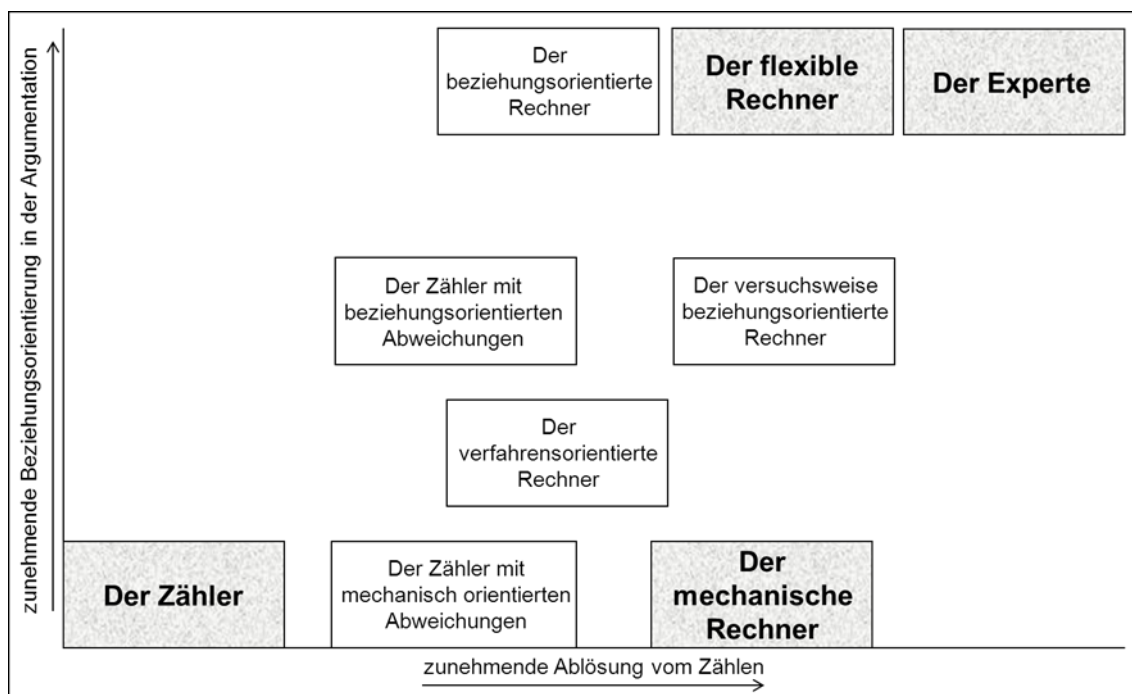 zunehmende Beziehungsorientierung in der Argumentation
Der
beziehungsorientierte
Rechner
Der flexible
Rechner
Der Experte
Der Zähler mit
beziehungsorientierten
Abweichungen
Der versuchsweise
beziehungsorientierte
Rechner
Der
verfahrensorientierte
Rechner
Der Zähler
Der Zähler mit
mechanisch orientierten
Abweichungen
Der
mechanische
Rechner
zunehmende Ablösung vom Zählen